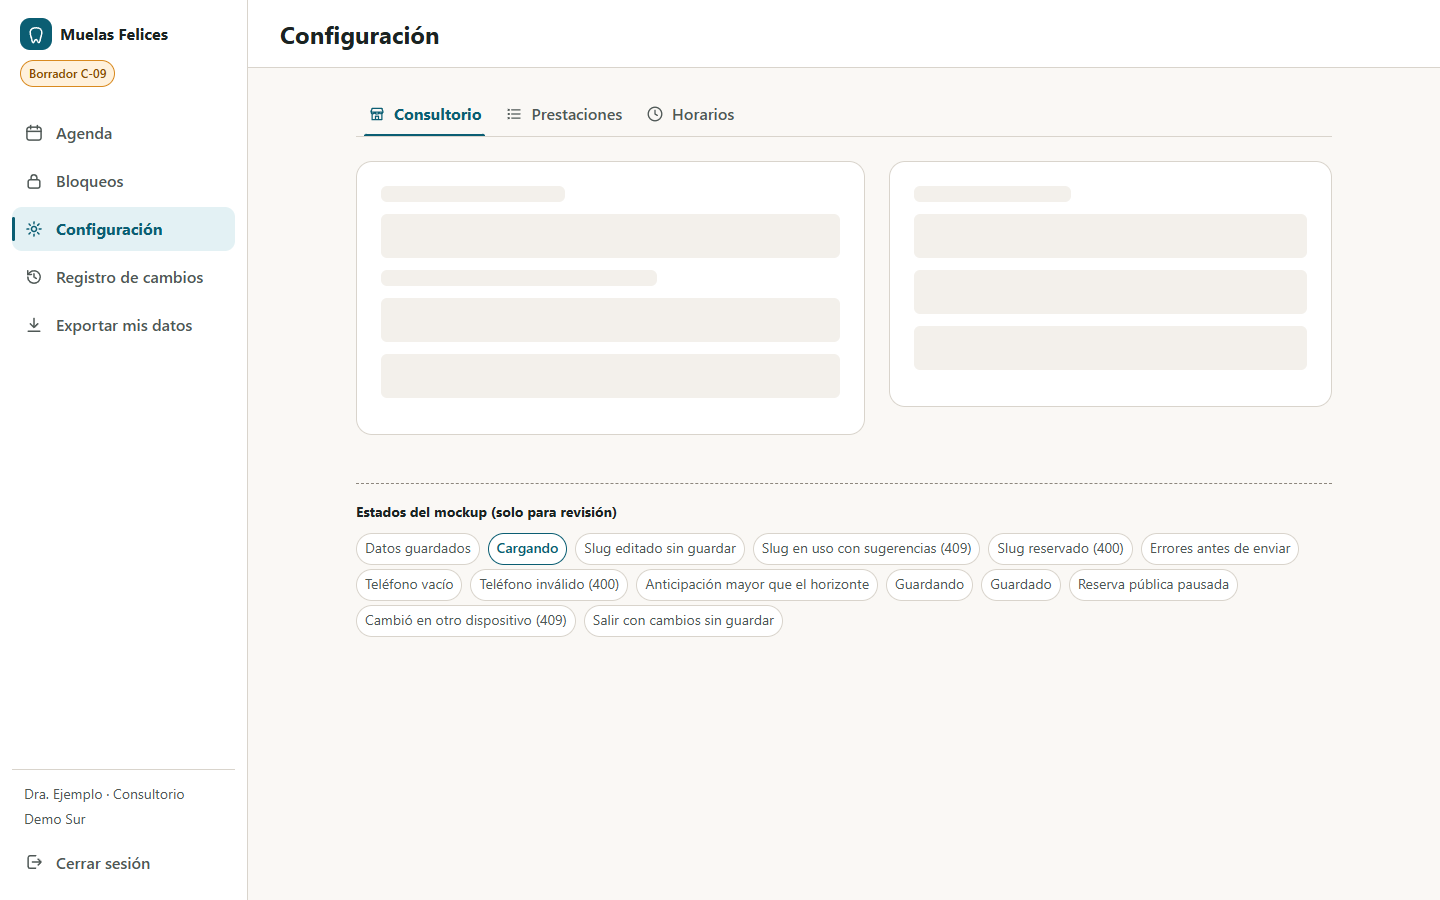 Muelas Felices
Borrador C-09
Agenda
Bloqueos
Configuración
Registro de cambios
Exportar mis datos
Dra. Ejemplo · Consultorio
Demo Sur
Cerrar sesión
Configuración
Consultorio Prestaciones Horarios
Estados del mockup (solo para revisión)
Datos guardados Cargando Slug editado sin guardar Slug en uso con sugerencias (409) Slug reservado (400) Errores antes de enviar
Teléfono vacío Teléfono inválido (400) Anticipación mayor que el horizonte Guardando Guardado Reserva pública pausada
Cambió en otro dispositivo (409) Salir con cambios sin guardar